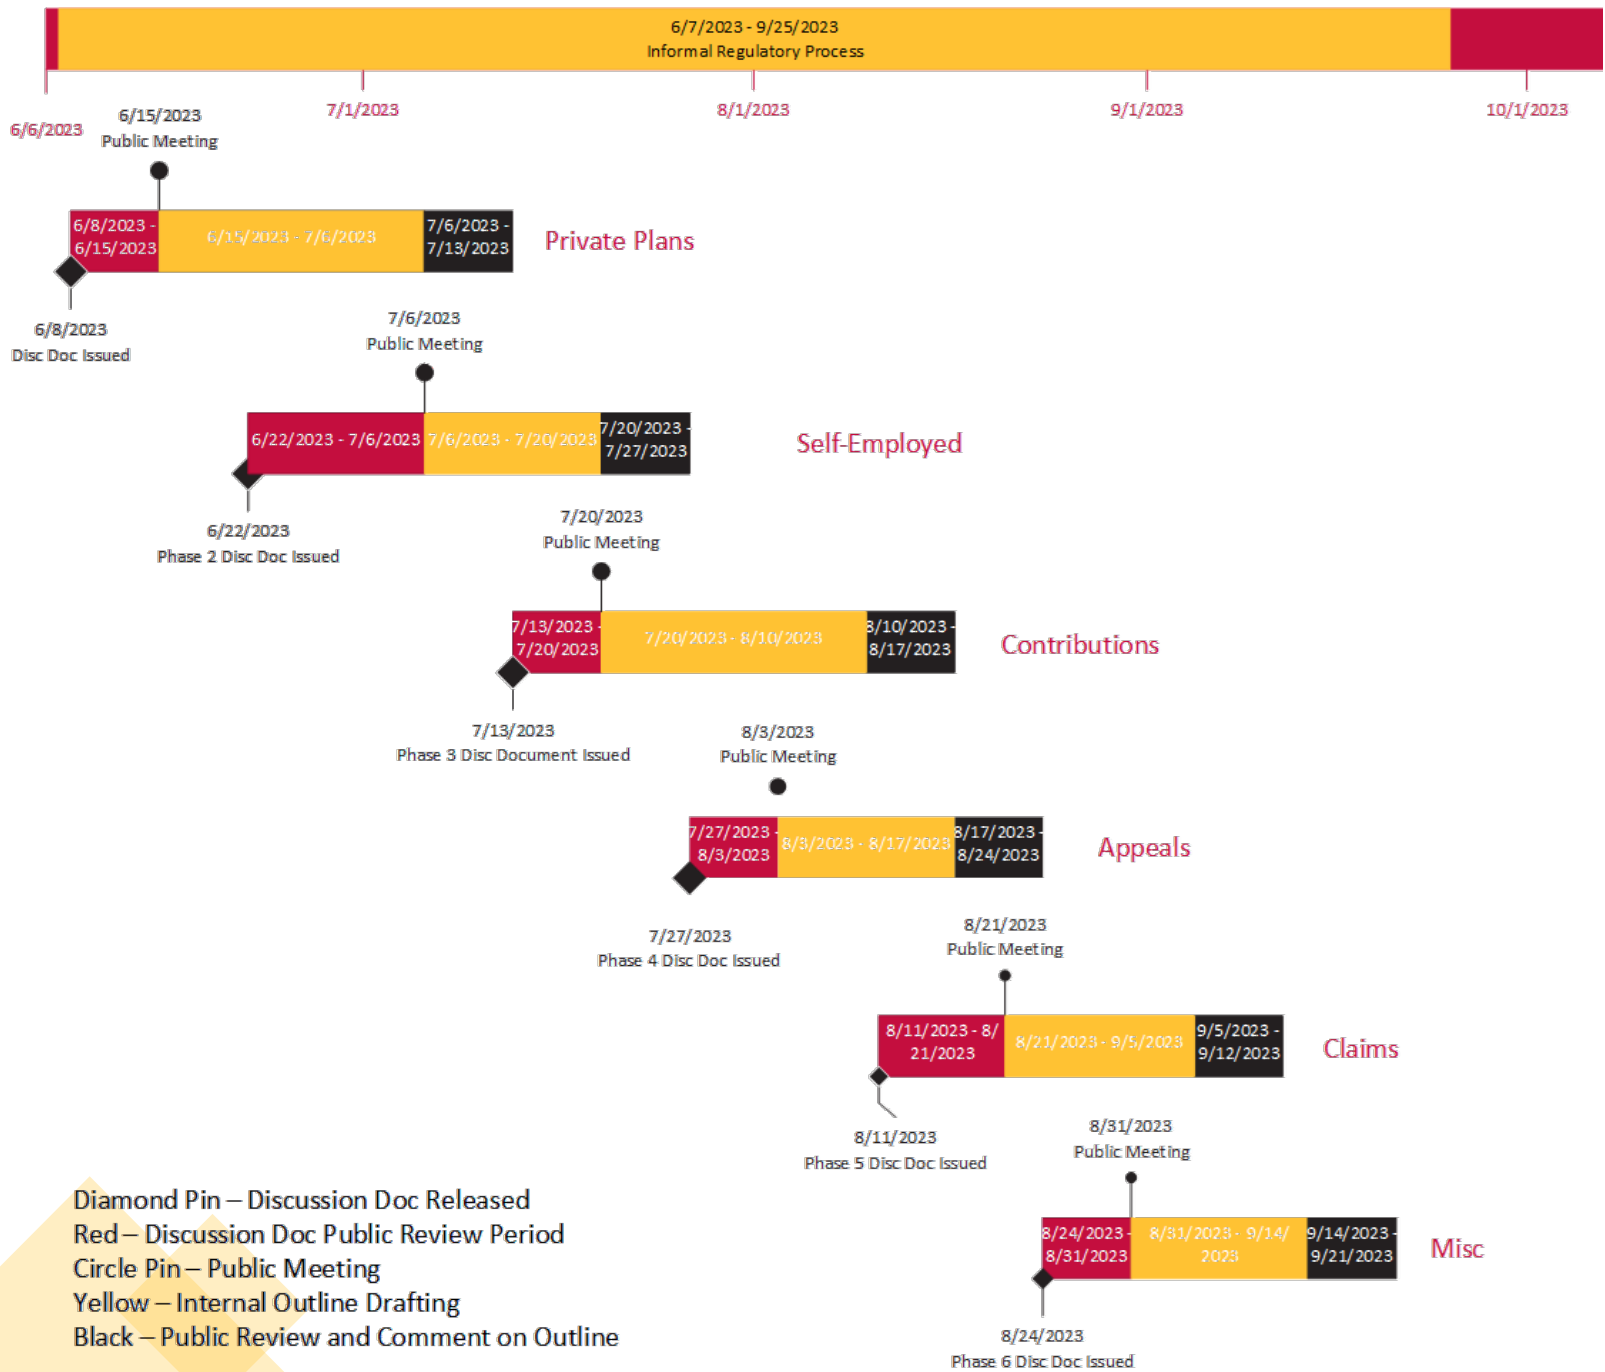 6/7/2023 - 9/25/2023
Informal Regulatory Process
6/6/2023
7/1/2023
8/1/2023
9/1/2023
10/1/2023
6/15/2023
Public Meeting
6/8/2023 -
6/15/2023
6/15/2023 - 7/6/2023
7/6/2023 -
7/13/2023
Private Plans
6/8/2023
Disc Doc Issued
7/6/2023
Public Meeting
6/22/2023 - 7/6/2023
7/6/2023 - 7/20/2023
7/20/2023 -
7/27/2023
Self-Employed
6/22/2023
Phase 2 Disc Doc Issued
7/20/2023
Public Meeting
7/13/2023 -
7/20/2023
7/20/2023 - 8/10/2023
8/10/2023 -
8/17/2023
Contributions
7/13/2023
Phase 3 Disc Document Issued
8/3/2023
Public Meeting
7/27/2023 -
8/3/2023
8/3/2023 - 8/17/2023
8/17/2023 -
8/24/2023
Appeals
7/27/2023
Phase 4 Disc Doc Issued
8/21/2023
Public Meeting
8/11/2023 - 8/
21/2023
8/21/2023 - 9/5/2023
9/5/2023 -
9/12/2023
Claims
8/11/2023
Phase 5 Disc Doc Issued
8/31/2023
Public Meeting
8/24/2023 -
8/31/2023
8/31/2023 - 9/14/
2023
9/14/2023 -
9/21/2023
Misc
8/24/2023
Phase 6 Disc Doc Issued
Diamond Pin – Discussion Doc Released
Red – Discussion Doc Public Review Period
Circle Pin – Public Meeting
Yellow – Internal Outline Drafting
Black – Public Review and Comment on Outline